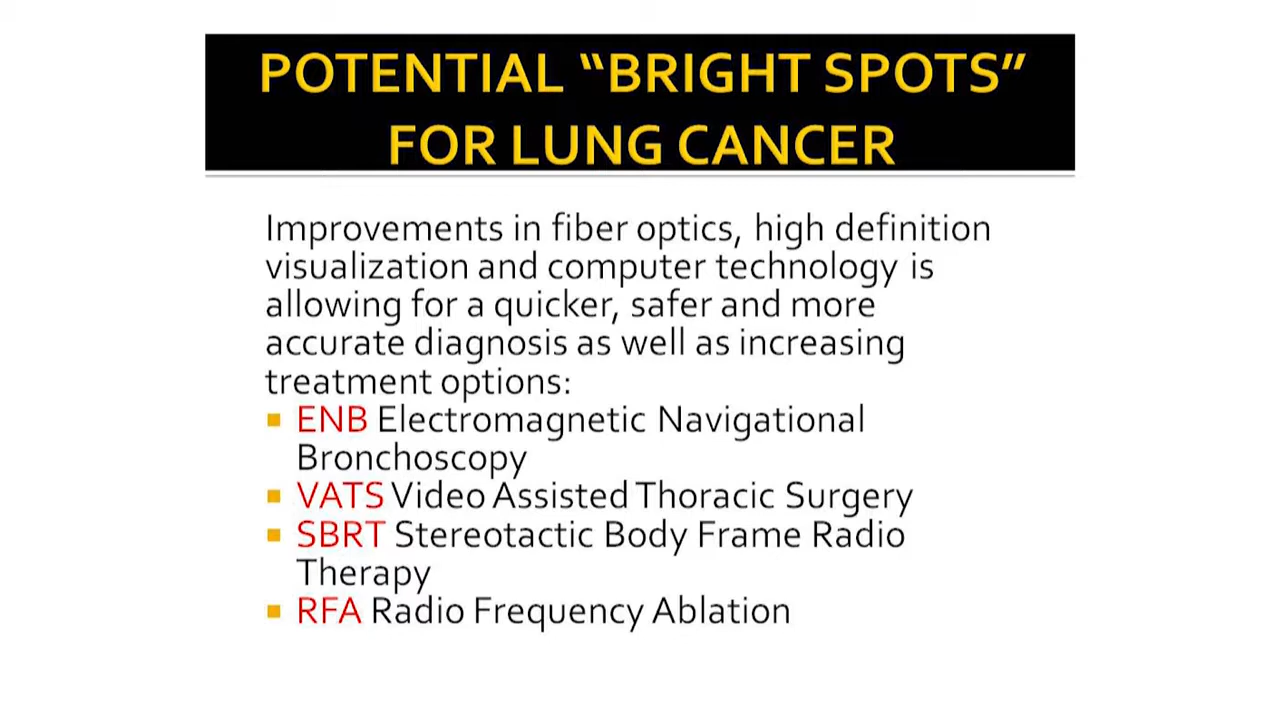 POTENTIAL “BRIGHT SPOTS”
FOR LUNG CANCER
Improvements in fiber optics, high definition
visualization and computer technology is
allowing for a quicker, safer and more
accurate diagnosis as well as increasing
treatment options:
▪ ENB Electromagnetic Navigational
Bronchoscopy
▪ VATS Video Assisted Thoracic Surgery
▪ SBRT Stereotactic Body Frame Radio
Therapy
▪ RFA Radio Frequency Ablation